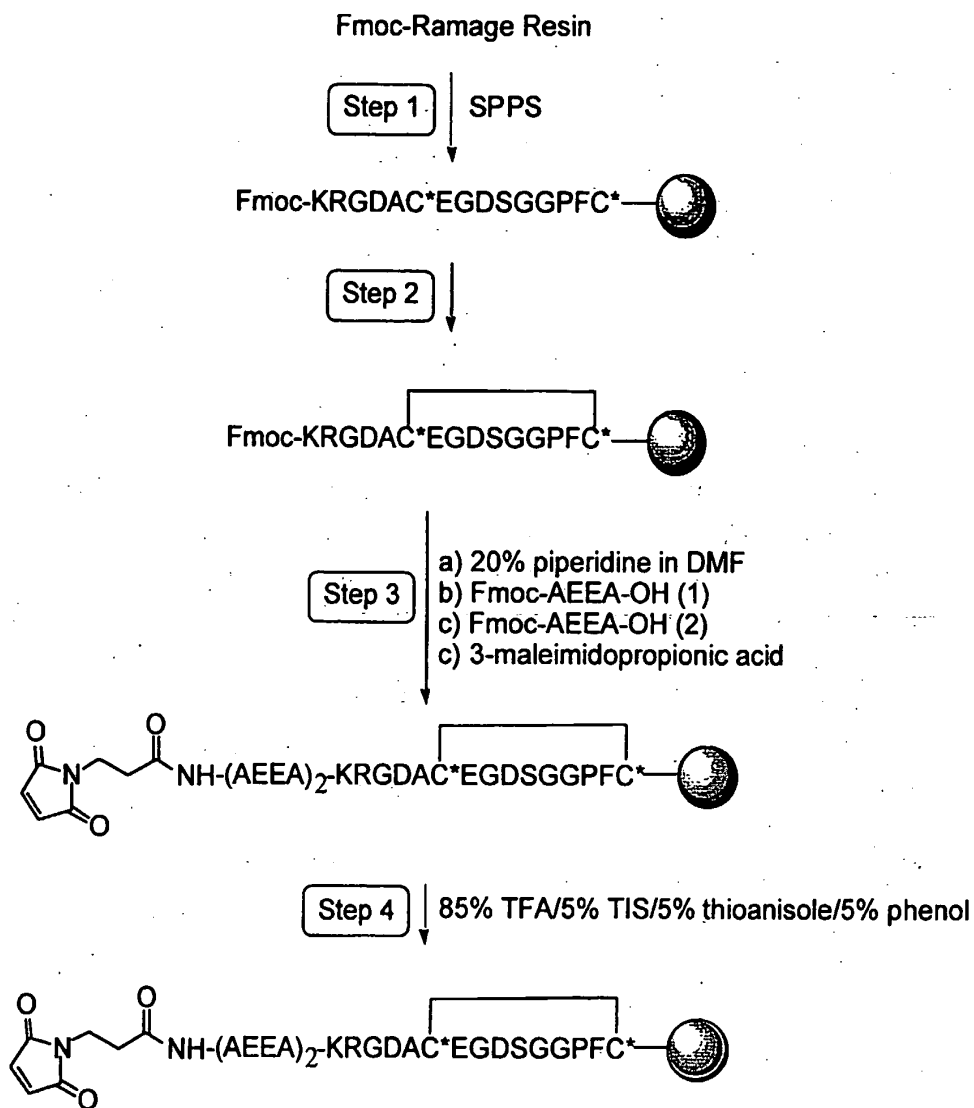 Fmoc-Ramage Resin
Step 1 SPPS
Fmoc-KRGDAC*EGDSGGPFC*
Step 2
Fmoc-KRGDAC*EGDSGGPFC*
Step 3
a) 20% piperidine in DMF
b) Fmoc-AEEA-OH (1)
c) Fmoc-AEEA-OH (2)
c) 3-maleimidopropionic acid
O O
N NH-(AEEA)2-KRGDAC*EGDSGGPFC*
O
Step 4 85% TFA/5% TIS/5% thioanisole/5% phenol
O O
N NH-(AEEA)2-KRGDAC*EGDSGGPFC*
O